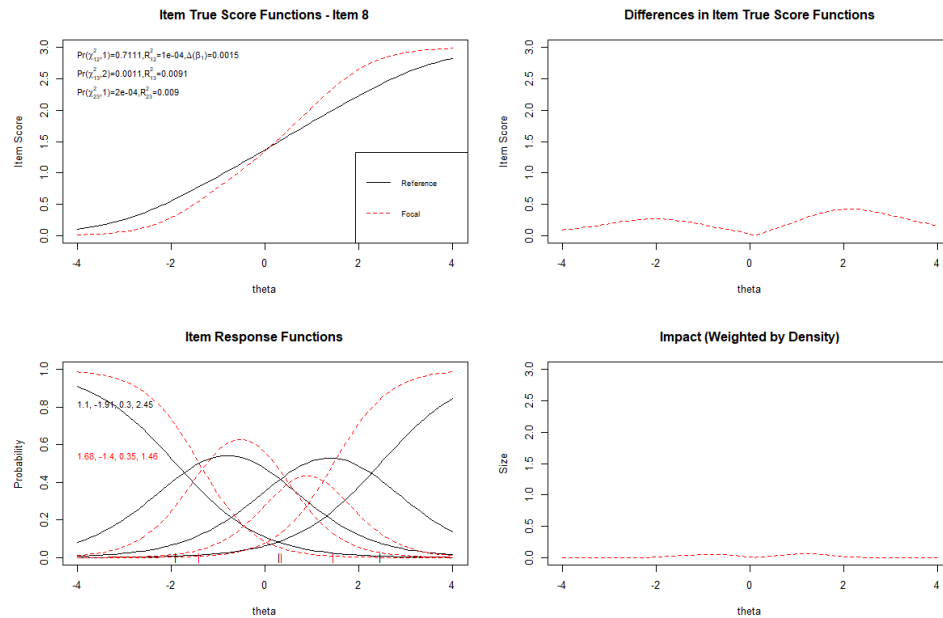 Item True Score Functions - Item 8
Pr(χ²₁₂,1)=0.7111,R²₁₂=1e-04,Δ(β₁)=0.0015
Pr(χ²₁₃,2)=0.0011,R²₁₃=0.0091
Pr(χ²₂₃,1)=2e-04,R²₂₃=0.009
Item Score
3.0
2.5
2.0
1.5
1.0
0.5
0.0
Reference
Focal
-4 -2 0 2 4
theta
Differences in Item True Score Functions
Item Score
3.0
2.5
2.0
1.5
1.0
0.5
0.0
-4 -2 0 2 4
theta
Item Response Functions
Probability
1.0
0.8
0.6
0.4
0.2
0.0
1.1, -1.91, 0.3, 2.45
1.68, -1.4, 0.35, 1.46
-4 -2 0 2 4
theta
Impact (Weighted by Density)
Size
3.0
2.5
2.0
1.5
1.0
0.5
0.0
-4 -2 0 2 4
theta